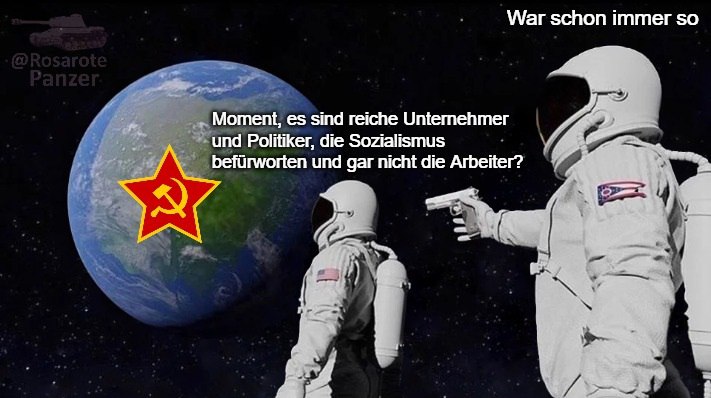 War schon immer so
@Rosarote
Panzer
Moment, es sind reiche Unternehmer
und Politiker, die Sozialismus
befürworten und gar nicht die Arbeiter?